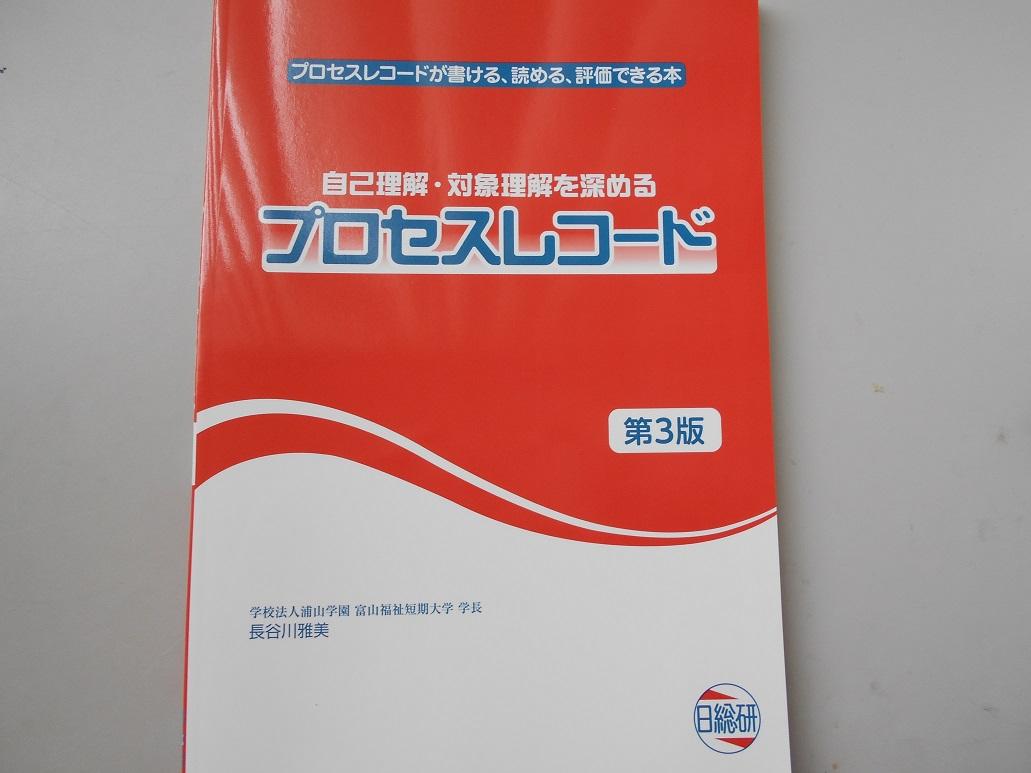 プロセスレコードが書ける、読める、評価できる本
自己理解・対象理解を深める
プロセスレコード
第3版
学校法人浦山学園 富山福祉短期大学 学長
長谷川雅美
日総研